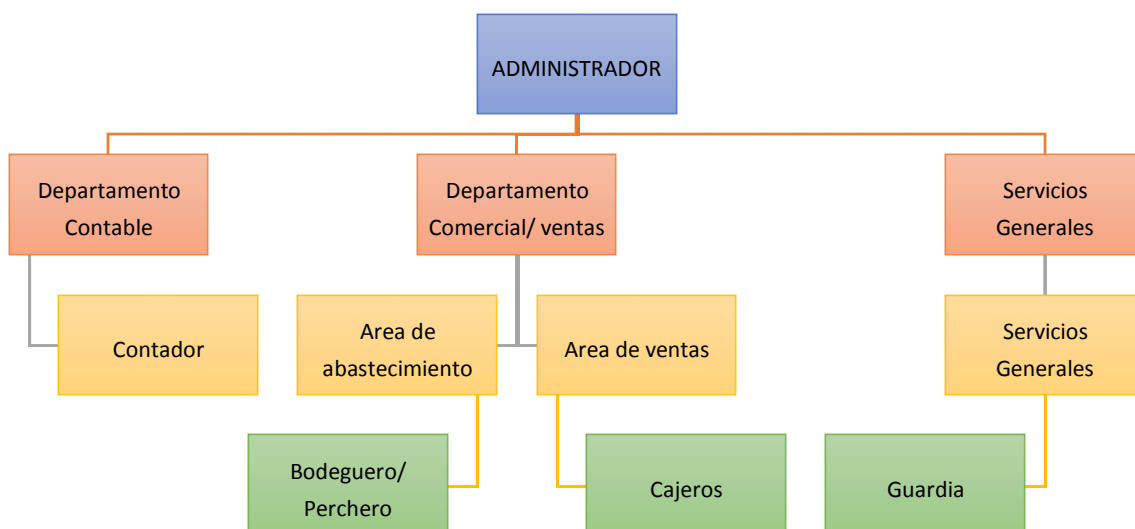 ADMINISTRADOR
Departamento
Contable
Departamento
Comercial/ ventas
Servicios
Generales
Contador
Area de
abastecimiento
Area de ventas
Servicios
Generales
Bodeguero/
Perchero
Cajeros
Guardia